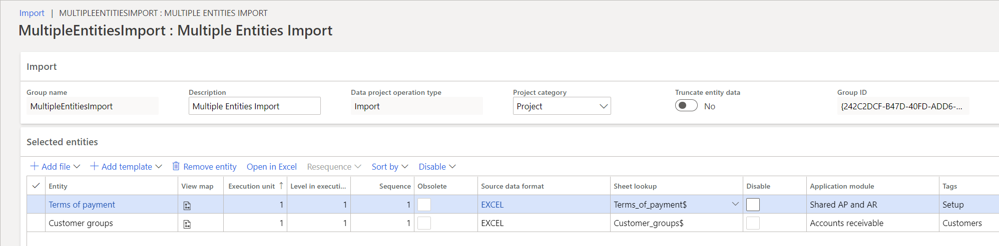 Import | MULTIPLEENTITIESIMPORT : MULTIPLE ENTITIES IMPORT
MultipleEntitiesImport : Multiple Entities Import
Import
Group name Description Data project operation type Project category Truncate entity data Group ID
MultipleEntitiesImport Multiple Entities Import Import Project No {242C2DCF-B47D-40FD-ADD6-...
Selected entities
Add file Add template Remove entity Open in Excel Resequence Sort by Disable
Entity View map Execution unit Level in executi... Sequence Obsolete Source data format Sheet lookup Disable Application module Tags
Terms of payment 1 1 1 EXCEL Terms_of_payment$ Shared AP and AR Setup
Customer groups 1 1 1 EXCEL Customer_groups$ Accounts receivable Customers